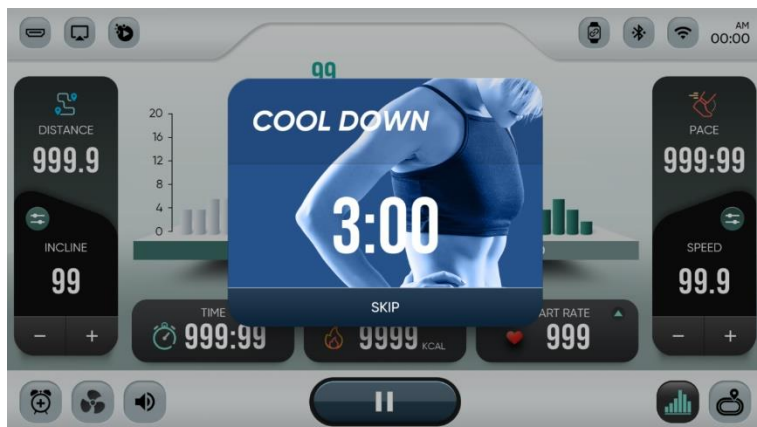 AM
00:00
99
DISTANCE
999.9
20
16
12
8
4
0
COOL DOWN
3:00
SKIP
PACE
999:99
INCLINE
99
- +
SPEED
99.9
- +
TIME
999:99
9999 KCAL
ART RATE
999